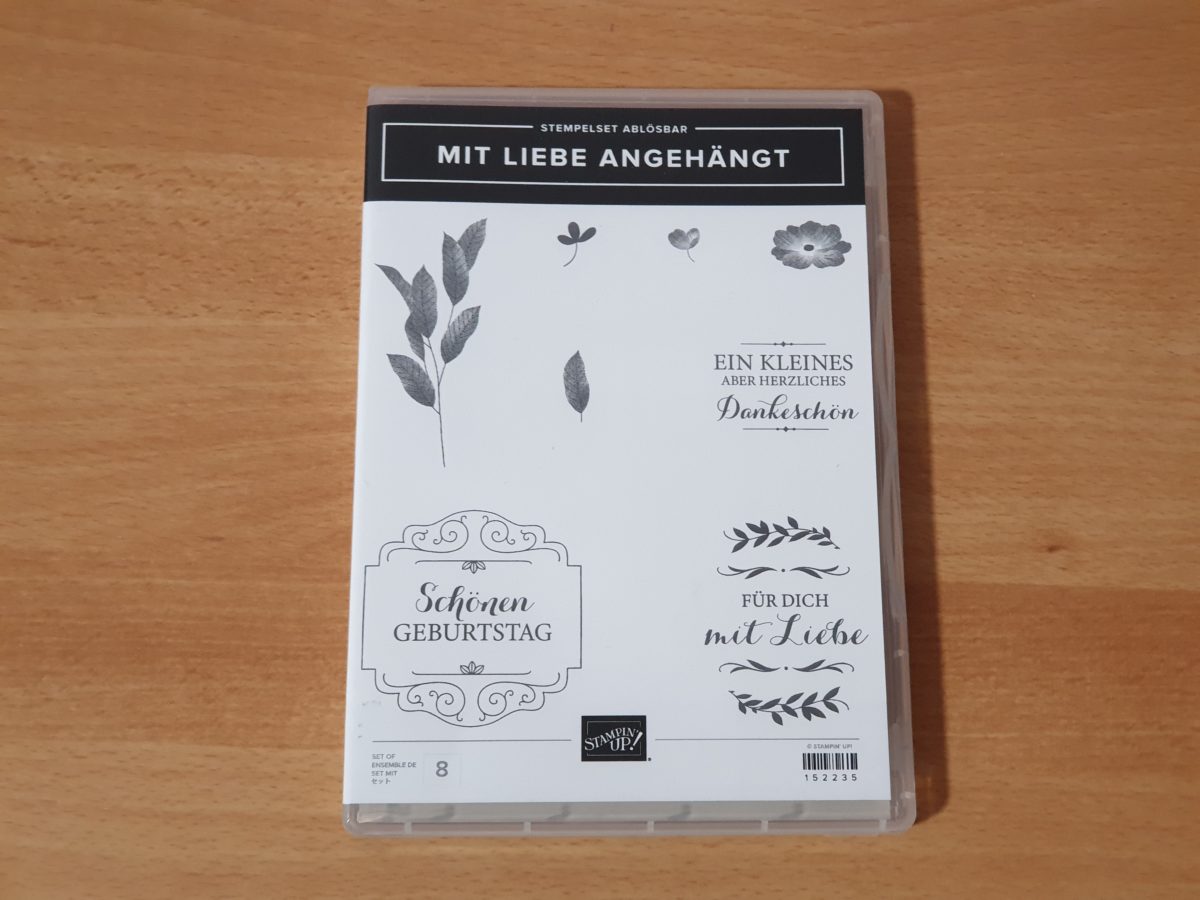 STEMPELSET ABLÖSBAR
MIT LIEBE ANGEHÄNGT
EIN KLEINES
ABER HERZLICHES
Dankeschön
Schönen
GEBURTSTAG
FÜR DICH
mit Liebe
STAMPIN'
UP!®
SET OF
ENSEMBLE DE
SET MIT
セット
8
© STAMPIN' UP!
152235